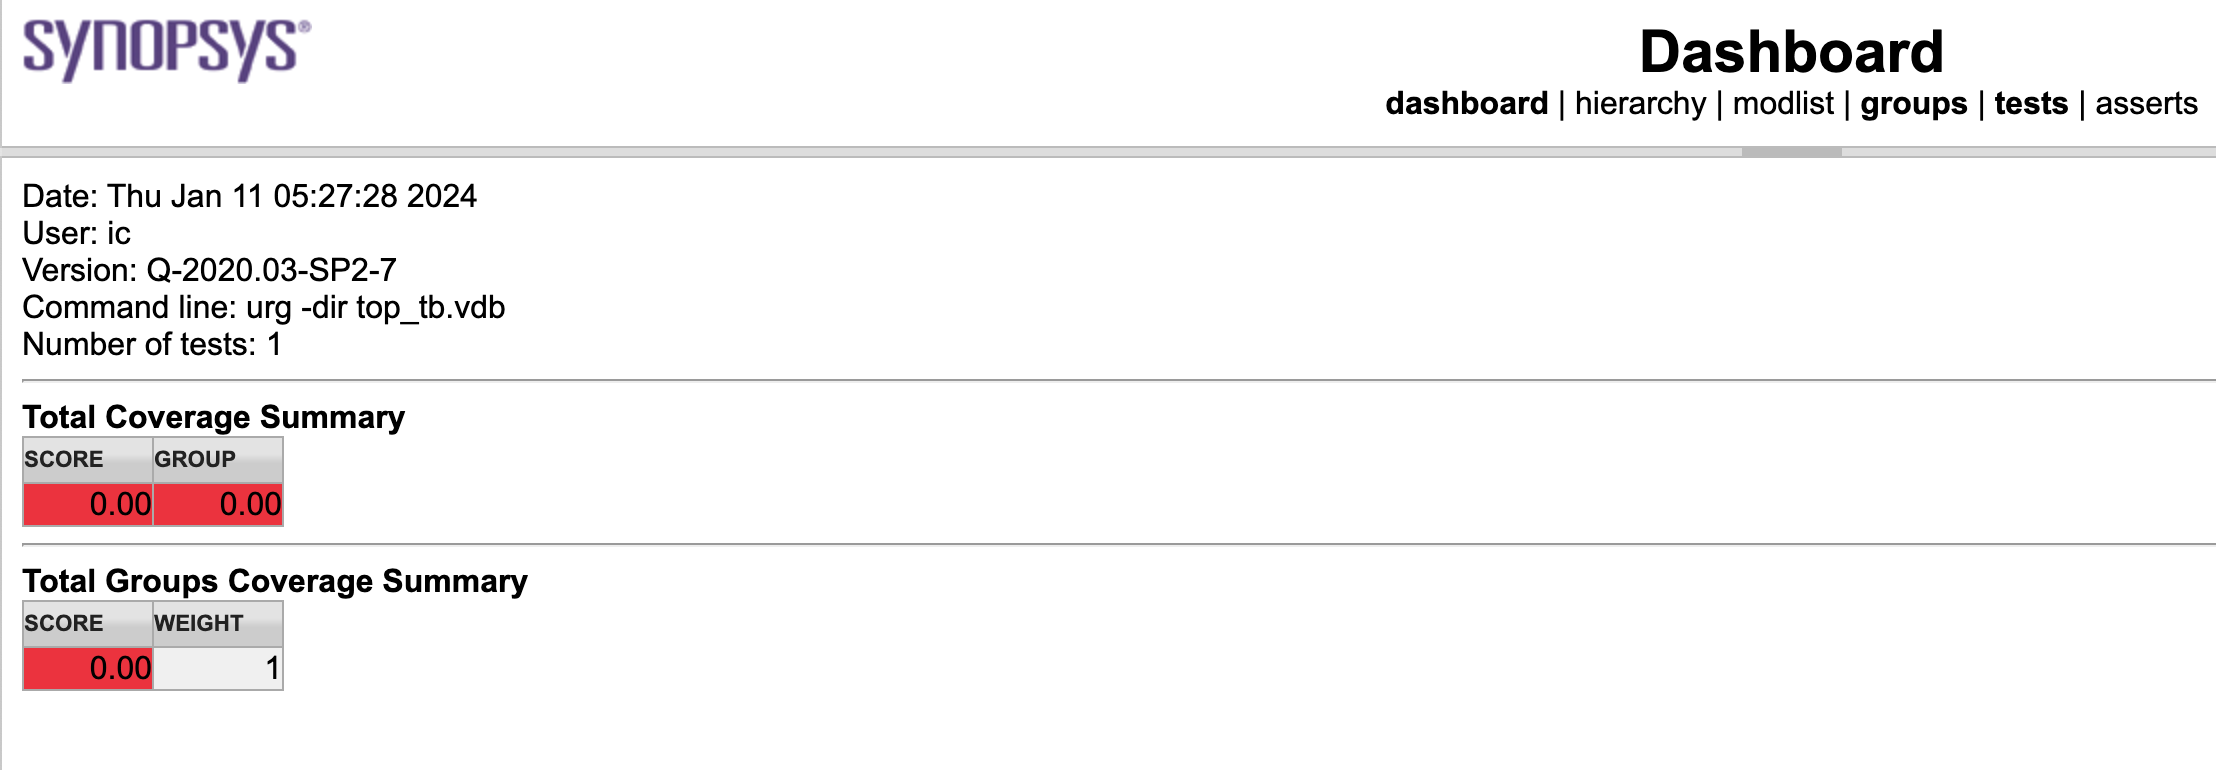 SYNOPSYS®
Dashboard
dashboard | hierarchy | modlist | groups | tests | asserts
Date: Thu Jan 11 05:27:28 2024
User: ic
Version: Q-2020.03-SP2-7
Command line: urg -dir top_tb.vdb
Number of tests: 1
Total Coverage Summary
SCORE GROUP
0.00 0.00
Total Groups Coverage Summary
SCORE WEIGHT
0.00 1